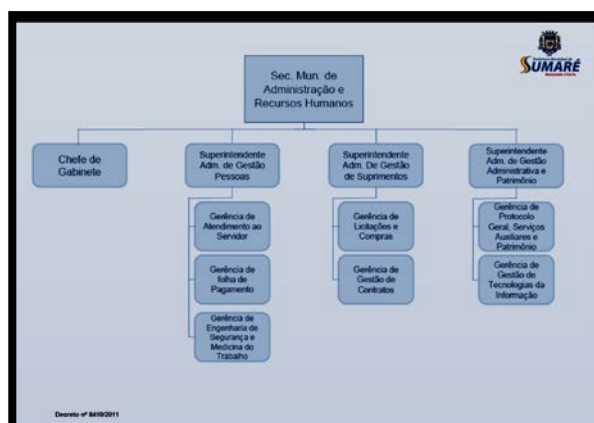 SUMARÉ
Sec. Mun. de
Administração e
Recursos Humanos
Chefe de
Gabinete
Superintendente
Adm. de Gestão
Pessoas
Superintendente
Adm. De Gestão
de Suprimentos
Superintendente
Adm. de Gestão
Administrativa e
Patrimônio
Gerência de
Atendimento ao
Servidor
Gerência de
folha de
Pagamento
Gerência de
Engenharia de
Segurança e
Medicina do
Trabalho
Gerência de
Licitações e
Compras
Gerência de
Gestão de
Contratos
Gerência de
Protocolo
Geral, Serviços
Auxiliares e
Patrimônio
Gerência de
Gestão de
Tecnologias da
Informação
Decreto nº 8410/2011